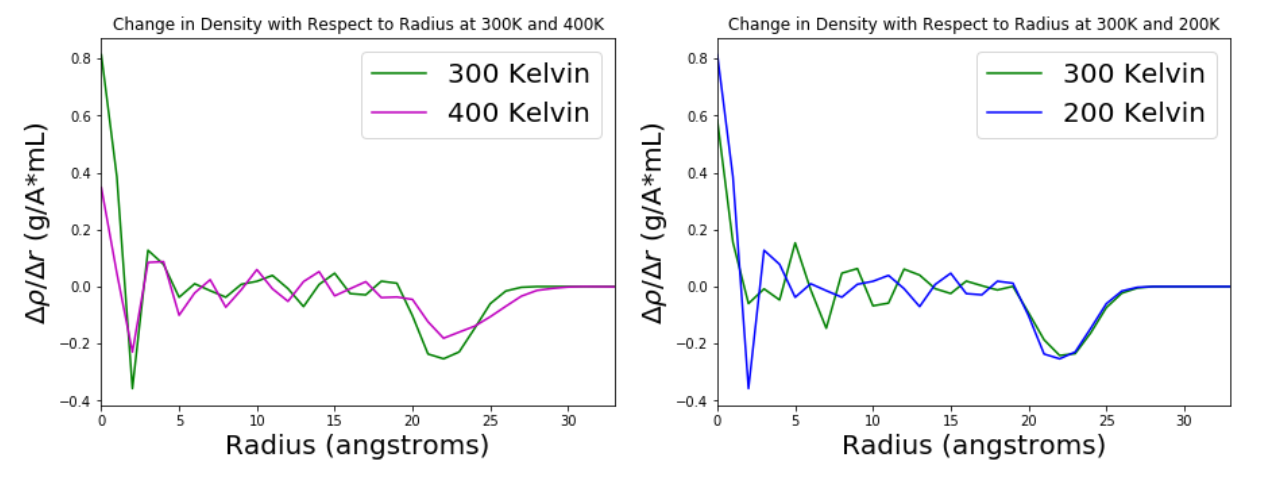 Change in Density with Respect to Radius at 300K and 400K
300 Kelvin
400 Kelvin
0.8
0.6
0.4
0.2
0.0
−0.2
−0.4
Δρ/Δr (g/A*mL)
0 5 10 15 20 25 30
Radius (angstroms)
Change in Density with Respect to Radius at 300K and 200K
300 Kelvin
200 Kelvin
0.8
0.6
0.4
0.2
0.0
−0.2
−0.4
Δρ/Δr (g/A*mL)
0 5 10 15 20 25 30
Radius (angstroms)